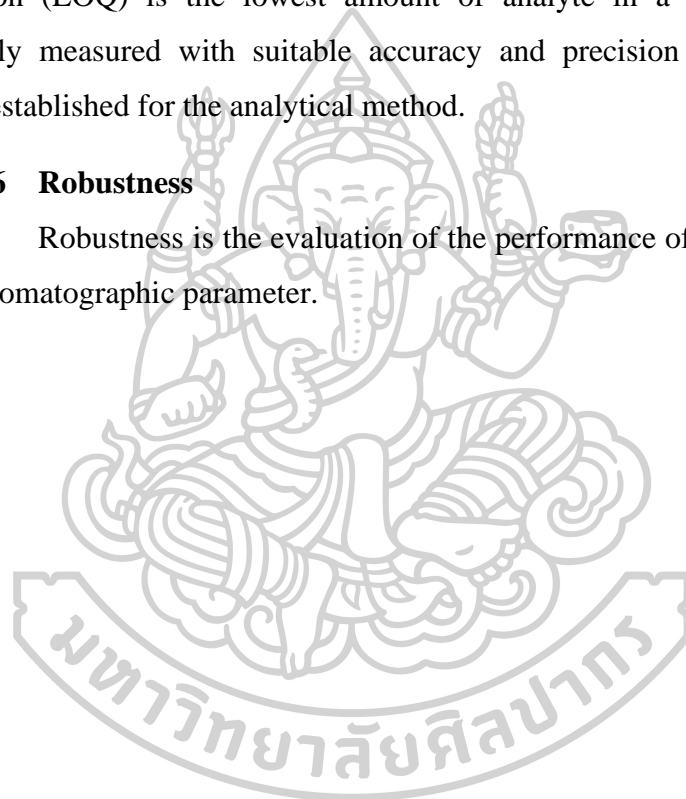 on (LOQ) is the lowest amount of analyte in a
ly measured with suitable accuracy and precision
established for the analytical method.
6 Robustness
Robustness is the evaluation of the performance of
omatographic parameter.
มหาวิทยาลัยศิลปากร